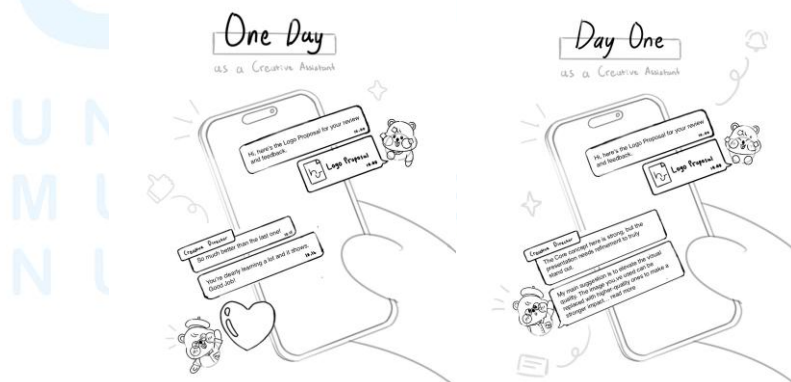 One Day
as a Creative Assistant
Hi, here's the Logo Proposal for your review
and feedback.
Logo Proposal
Creative Director
So much better than the last one!
You're clearly learning a lot and it shows.
Good Job!
Day One
as a Creative Assistant
Hi, here's the Logo Proposal for your review
and feedback.
Logo Proposal
Creative Director
The Core concept here is strong, but the
presentation needs refinement to truly
stand out.
My main suggestion is to elevate the visual
quality. The image you've used can be
replaced with higher-quality ones to make a
stronger impact... read more
U N
M U
N U